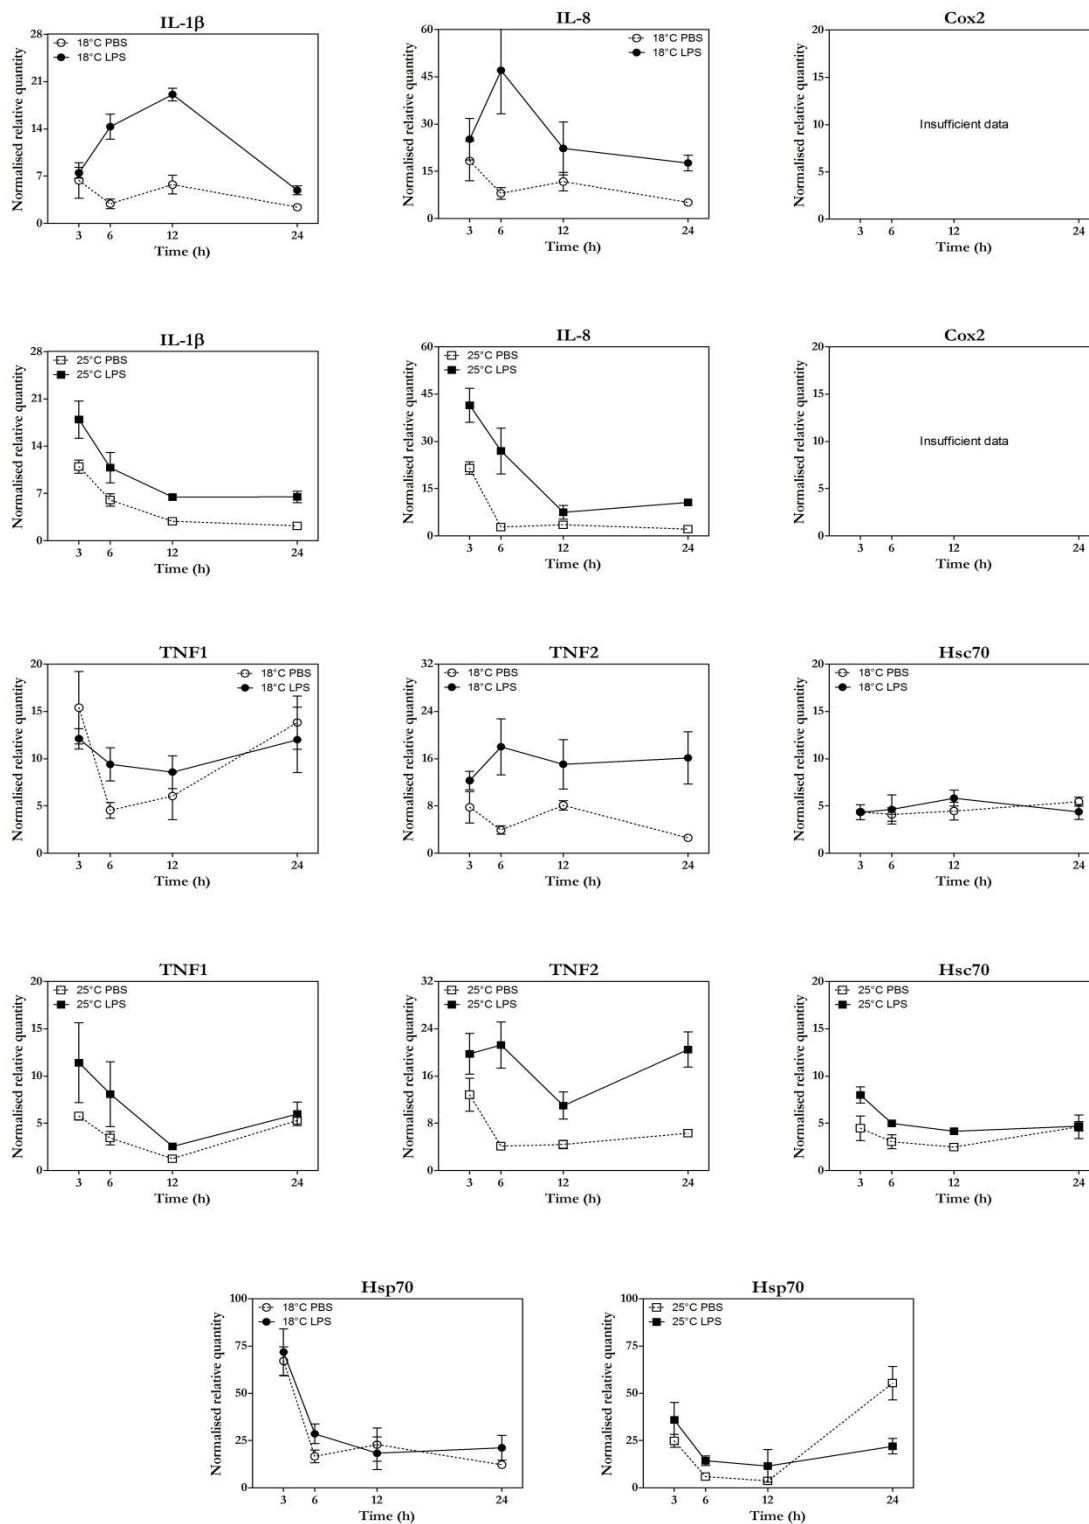 IL-1β
Normalised relative quantity
28
21
14
7
0
18°C PBS
18°C LPS
3 6 12 24
Time (h)
IL-8
Normalised relative quantity
60
45
30
15
0
18°C PBS
18°C LPS
3 6 12 24
Time (h)
Cox2
Normalised relative quantity
20
15
10
5
0
Insufficient data
3 6 12 24
Time (h)
IL-1β
Normalised relative quantity
28
21
14
7
0
25°C PBS
25°C LPS
3 6 12 24
Time (h)
IL-8
Normalised relative quantity
60
45
30
15
0
25°C PBS
25°C LPS
3 6 12 24
Time (h)
Cox2
Normalised relative quantity
20
15
10
5
0
Insufficient data
3 6 12 24
Time (h)
TNF1
Normalised relative quantity
20
15
10
5
0
18°C PBS
18°C LPS
3 6 12 24
Time (h)
TNF2
Normalised relative quantity
32
24
16
8
0
18°C PBS
18°C LPS
3 6 12 24
Time (h)
Hsc70
Normalised relative quantity
20
15
10
5
0
18°C PBS
18°C LPS
3 6 12 24
Time (h)
TNF1
Normalised relative quantity
20
15
10
5
0
25°C PBS
25°C LPS
3 6 12 24
Time (h)
TNF2
Normalised relative quantity
32
24
16
8
0
25°C PBS
25°C LPS
3 6 12 24
Time (h)
Hsc70
Normalised relative quantity
20
15
10
5
0
25°C PBS
25°C LPS
3 6 12 24
Time (h)
Hsp70
Normalised relative quantity
100
75
50
25
0
18°C PBS
18°C LPS
3 6 12 24
Time (h)
Hsp70
Normalised relative quantity
100
75
50
25
0
25°C PBS
25°C LPS
3 6 12 24
Time (h)